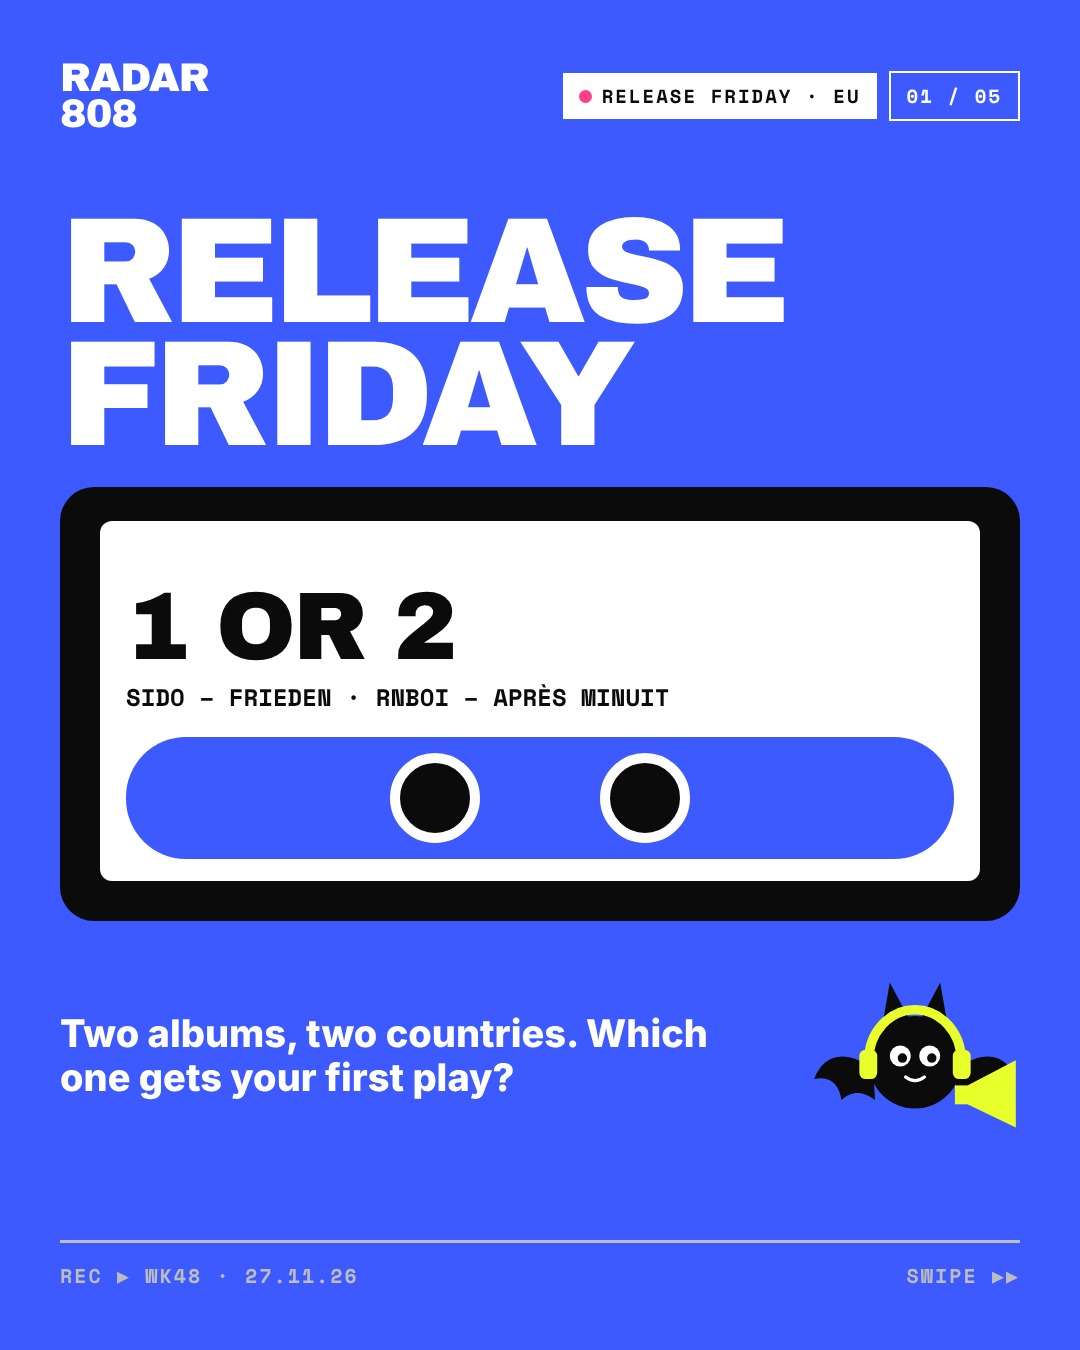 RADAR
808
RELEASE FRIDAY · EU
01 / 05
RELEASE
FRIDAY
1 OR 2
SIDO – FRIEDEN · RNBOI – APRÈS MINUIT
Two albums, two countries. Which
one gets your first play?
REC ▶ WK48 · 27.11.26
SWIPE ▶▶